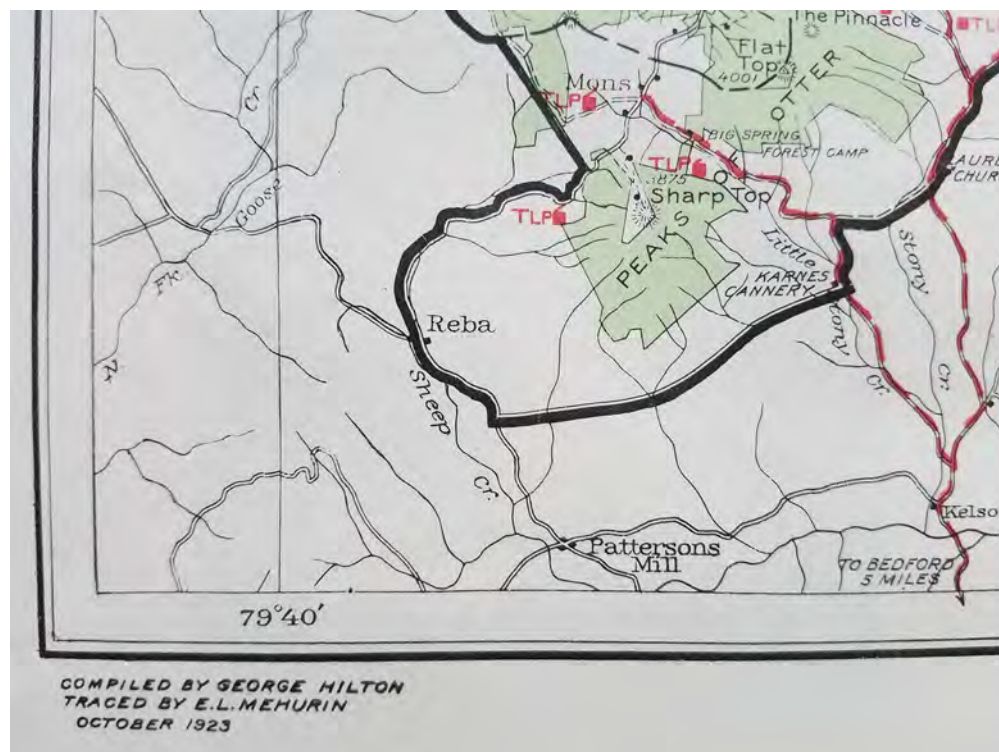 The Pinnacle
TL
Flat
Top
4001
Mons
TLP
OTTER
BIG SPRING
FOREST CAMP
Cr.
TLP
3875
OF
Sharp Top
Goose
TLP
PEAKS
Little
Stony
KARNES
CANNERY
Fk.
Reba
Cr.
Sheep
Cr.
Cr.
Kelso
Pattersons
Mill
TO BEDFORD
5 MILES
79°40'
COMPILED BY GEORGE HILTON
TRACED BY E.L.MEHURIN
OCTOBER 1923